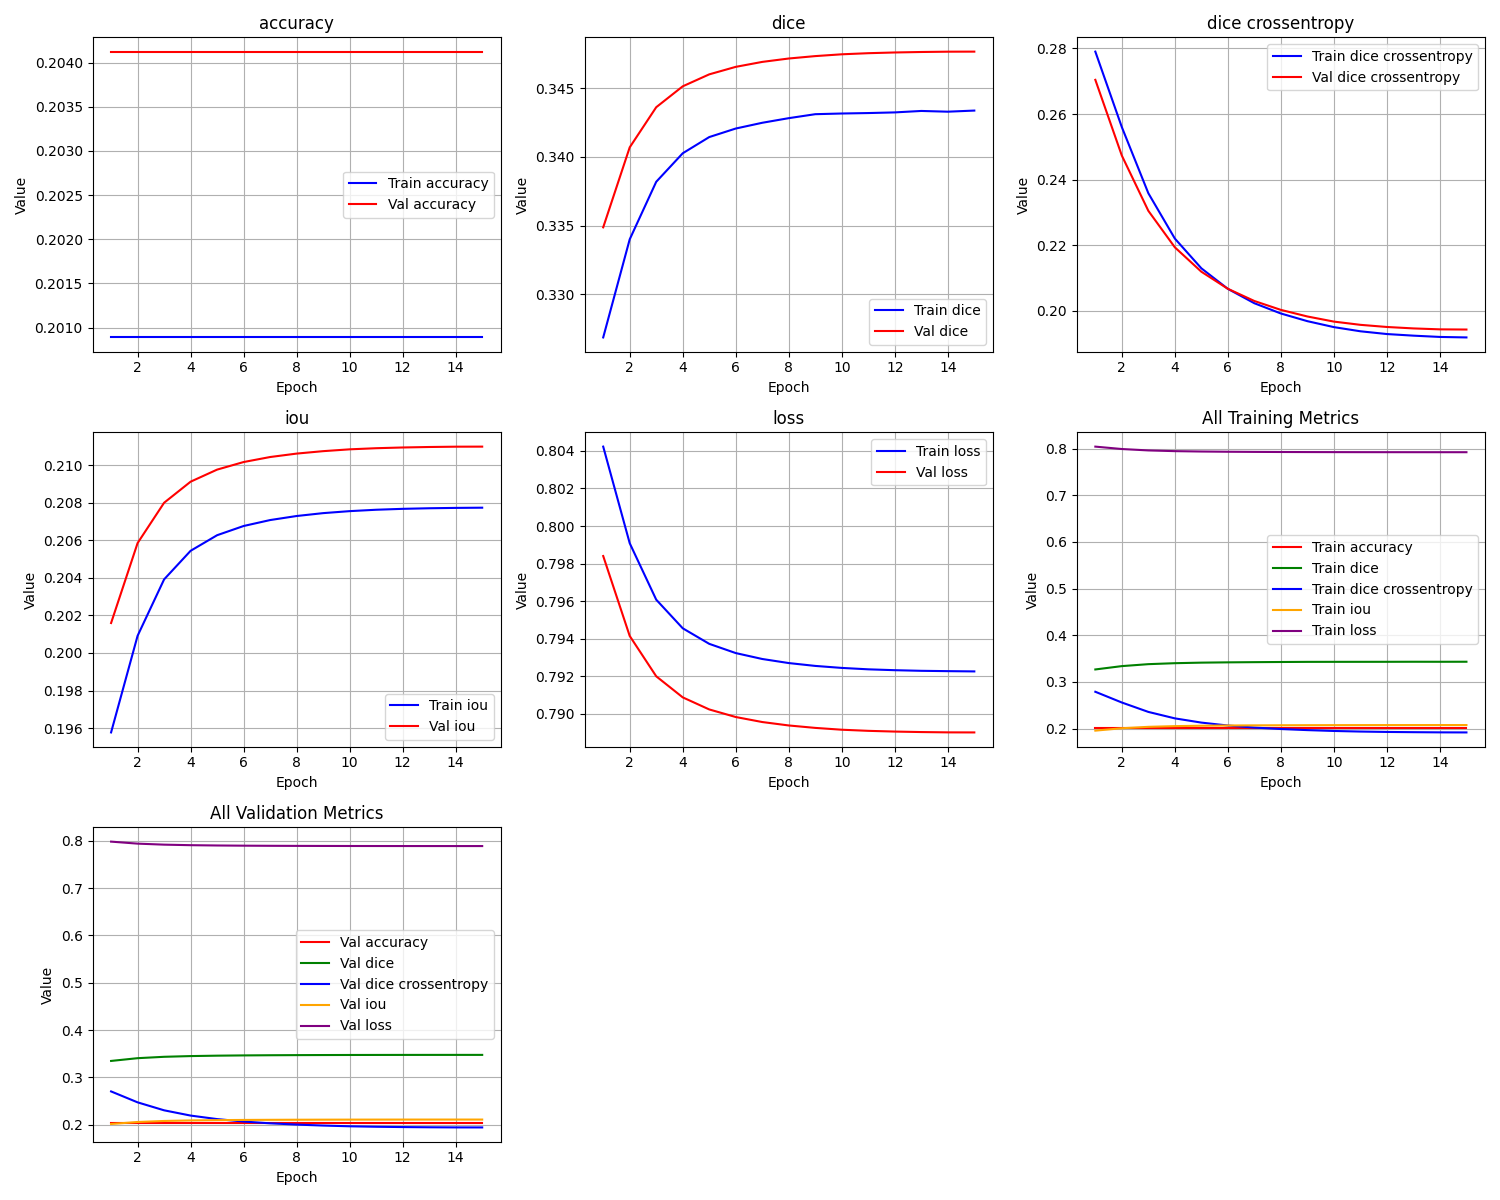 accuracy
Value
0.2040
0.2035
0.2030
0.2025
0.2020
0.2015
0.2010
Train accuracy
Val accuracy
2 4 6 8 10 12 14
Epoch
dice
Value
0.345
0.340
0.335
0.330
Train dice
Val dice
2 4 6 8 10 12 14
Epoch
dice crossentropy
Value
0.28
0.26
0.24
0.22
0.20
Train dice crossentropy
Val dice crossentropy
2 4 6 8 10 12 14
Epoch
iou
Value
0.210
0.208
0.206
0.204
0.202
0.200
0.198
0.196
Train iou
Val iou
2 4 6 8 10 12 14
Epoch
loss
Value
0.804
0.802
0.800
0.798
0.796
0.794
0.792
0.790
Train loss
Val loss
2 4 6 8 10 12 14
Epoch
All Training Metrics
Value
0.8
0.7
0.6
0.5
0.4
0.3
0.2
Train accuracy
Train dice
Train dice crossentropy
Train iou
Train loss
2 4 6 8 10 12 14
Epoch
All Validation Metrics
Value
0.8
0.7
0.6
0.5
0.4
0.3
0.2
Val accuracy
Val dice
Val dice crossentropy
Val iou
Val loss
2 4 6 8 10 12 14
Epoch